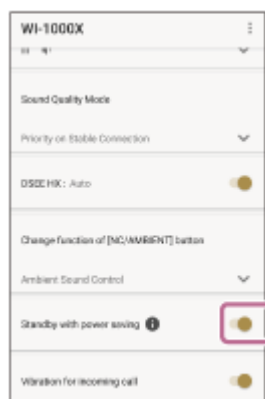 WI-1000X
Sound Quality Mode
Priority on Stable Connection
DSEE HX : Auto
Change function of [NC/AMBIENT] button
Ambient Sound Control
Standby with power saving
Vibration for incoming call